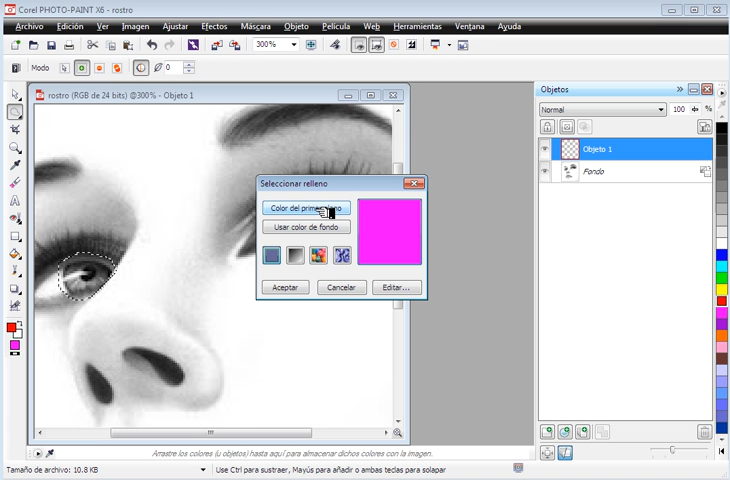 Corel PHOTO-PAINT X6 - rostro
Archivo Edición Ver Imagen Ajustar Efectos Máscara Objeto Película Web Herramientas Ventana Ayuda
300%
Modo
0
rostro (RGB de 24 bits) @300% - Objeto 1
Objetos
Normal 100 %
Objeto 1
Fondo
Seleccionar relleno
Color del primer
Usar color de fondo
Aceptar Cancelar Editar...
Arrastre los colores (u objetos) hasta aquí para almacenar dichos colores con la imagen.
Tamaño de archivo: 10.8 KB
Use Ctrl para sustraer, Mayús para añadir o ambas teclas para solapar